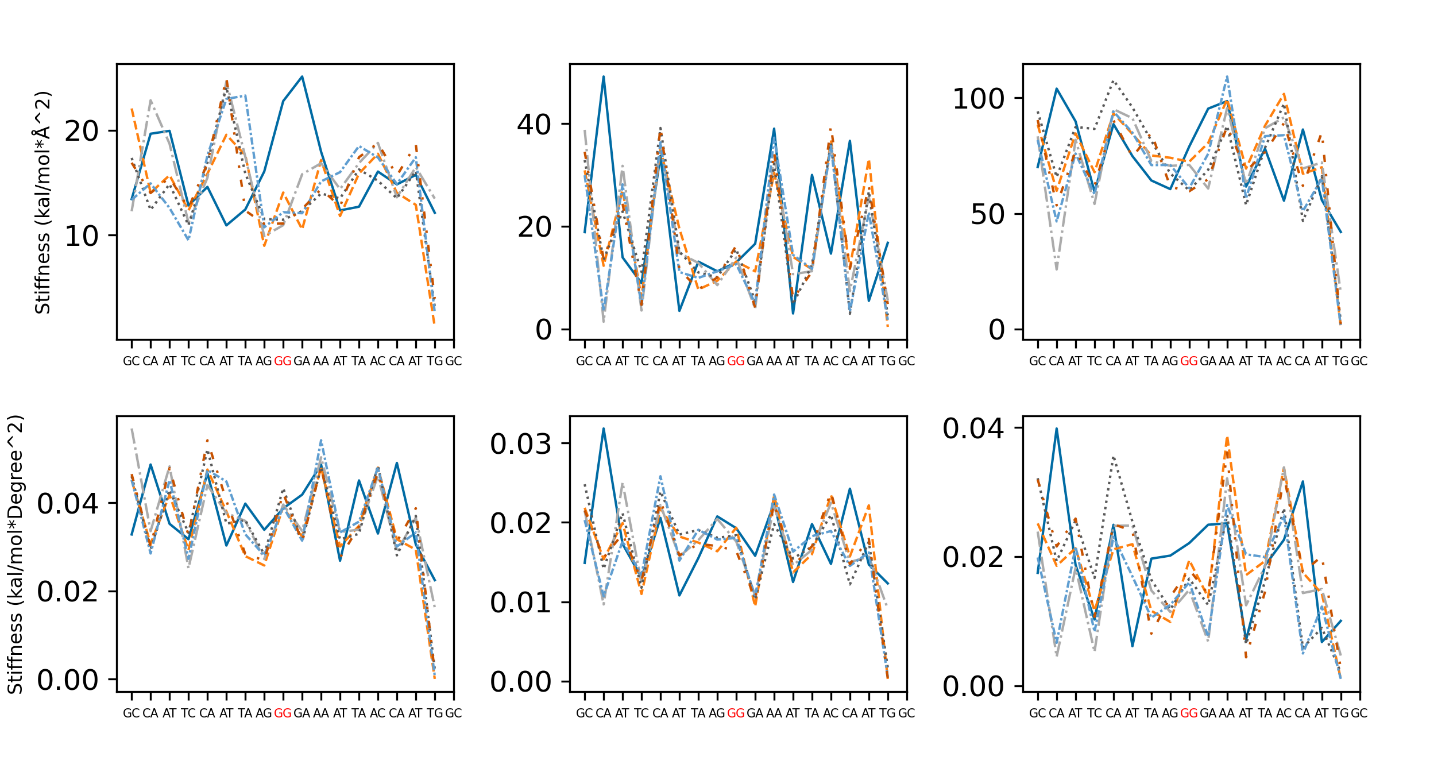 Stiffness (kal/mol*Å^2)
20
10
GC CA AT TC CA AT TA AG GG GA AA AT TA AC CA AT TG GC
40
20
0
GC CA AT TC CA AT TA AG GG GA AA AT TA AC CA AT TG GC
100
50
0
GC CA AT TC CA AT TA AG GG GA AA AT TA AC CA AT TG GC
Stiffness (kal/mol*Degree^2)
0.04
0.02
0.00
GC CA AT TC CA AT TA AG GG GA AA AT TA AC CA AT TG GC
0.03
0.02
0.01
0.00
GC CA AT TC CA AT TA AG GG GA AA AT TA AC CA AT TG GC
0.04
0.02
0.00
GC CA AT TC CA AT TA AG GG GA AA AT TA AC CA AT TG GC